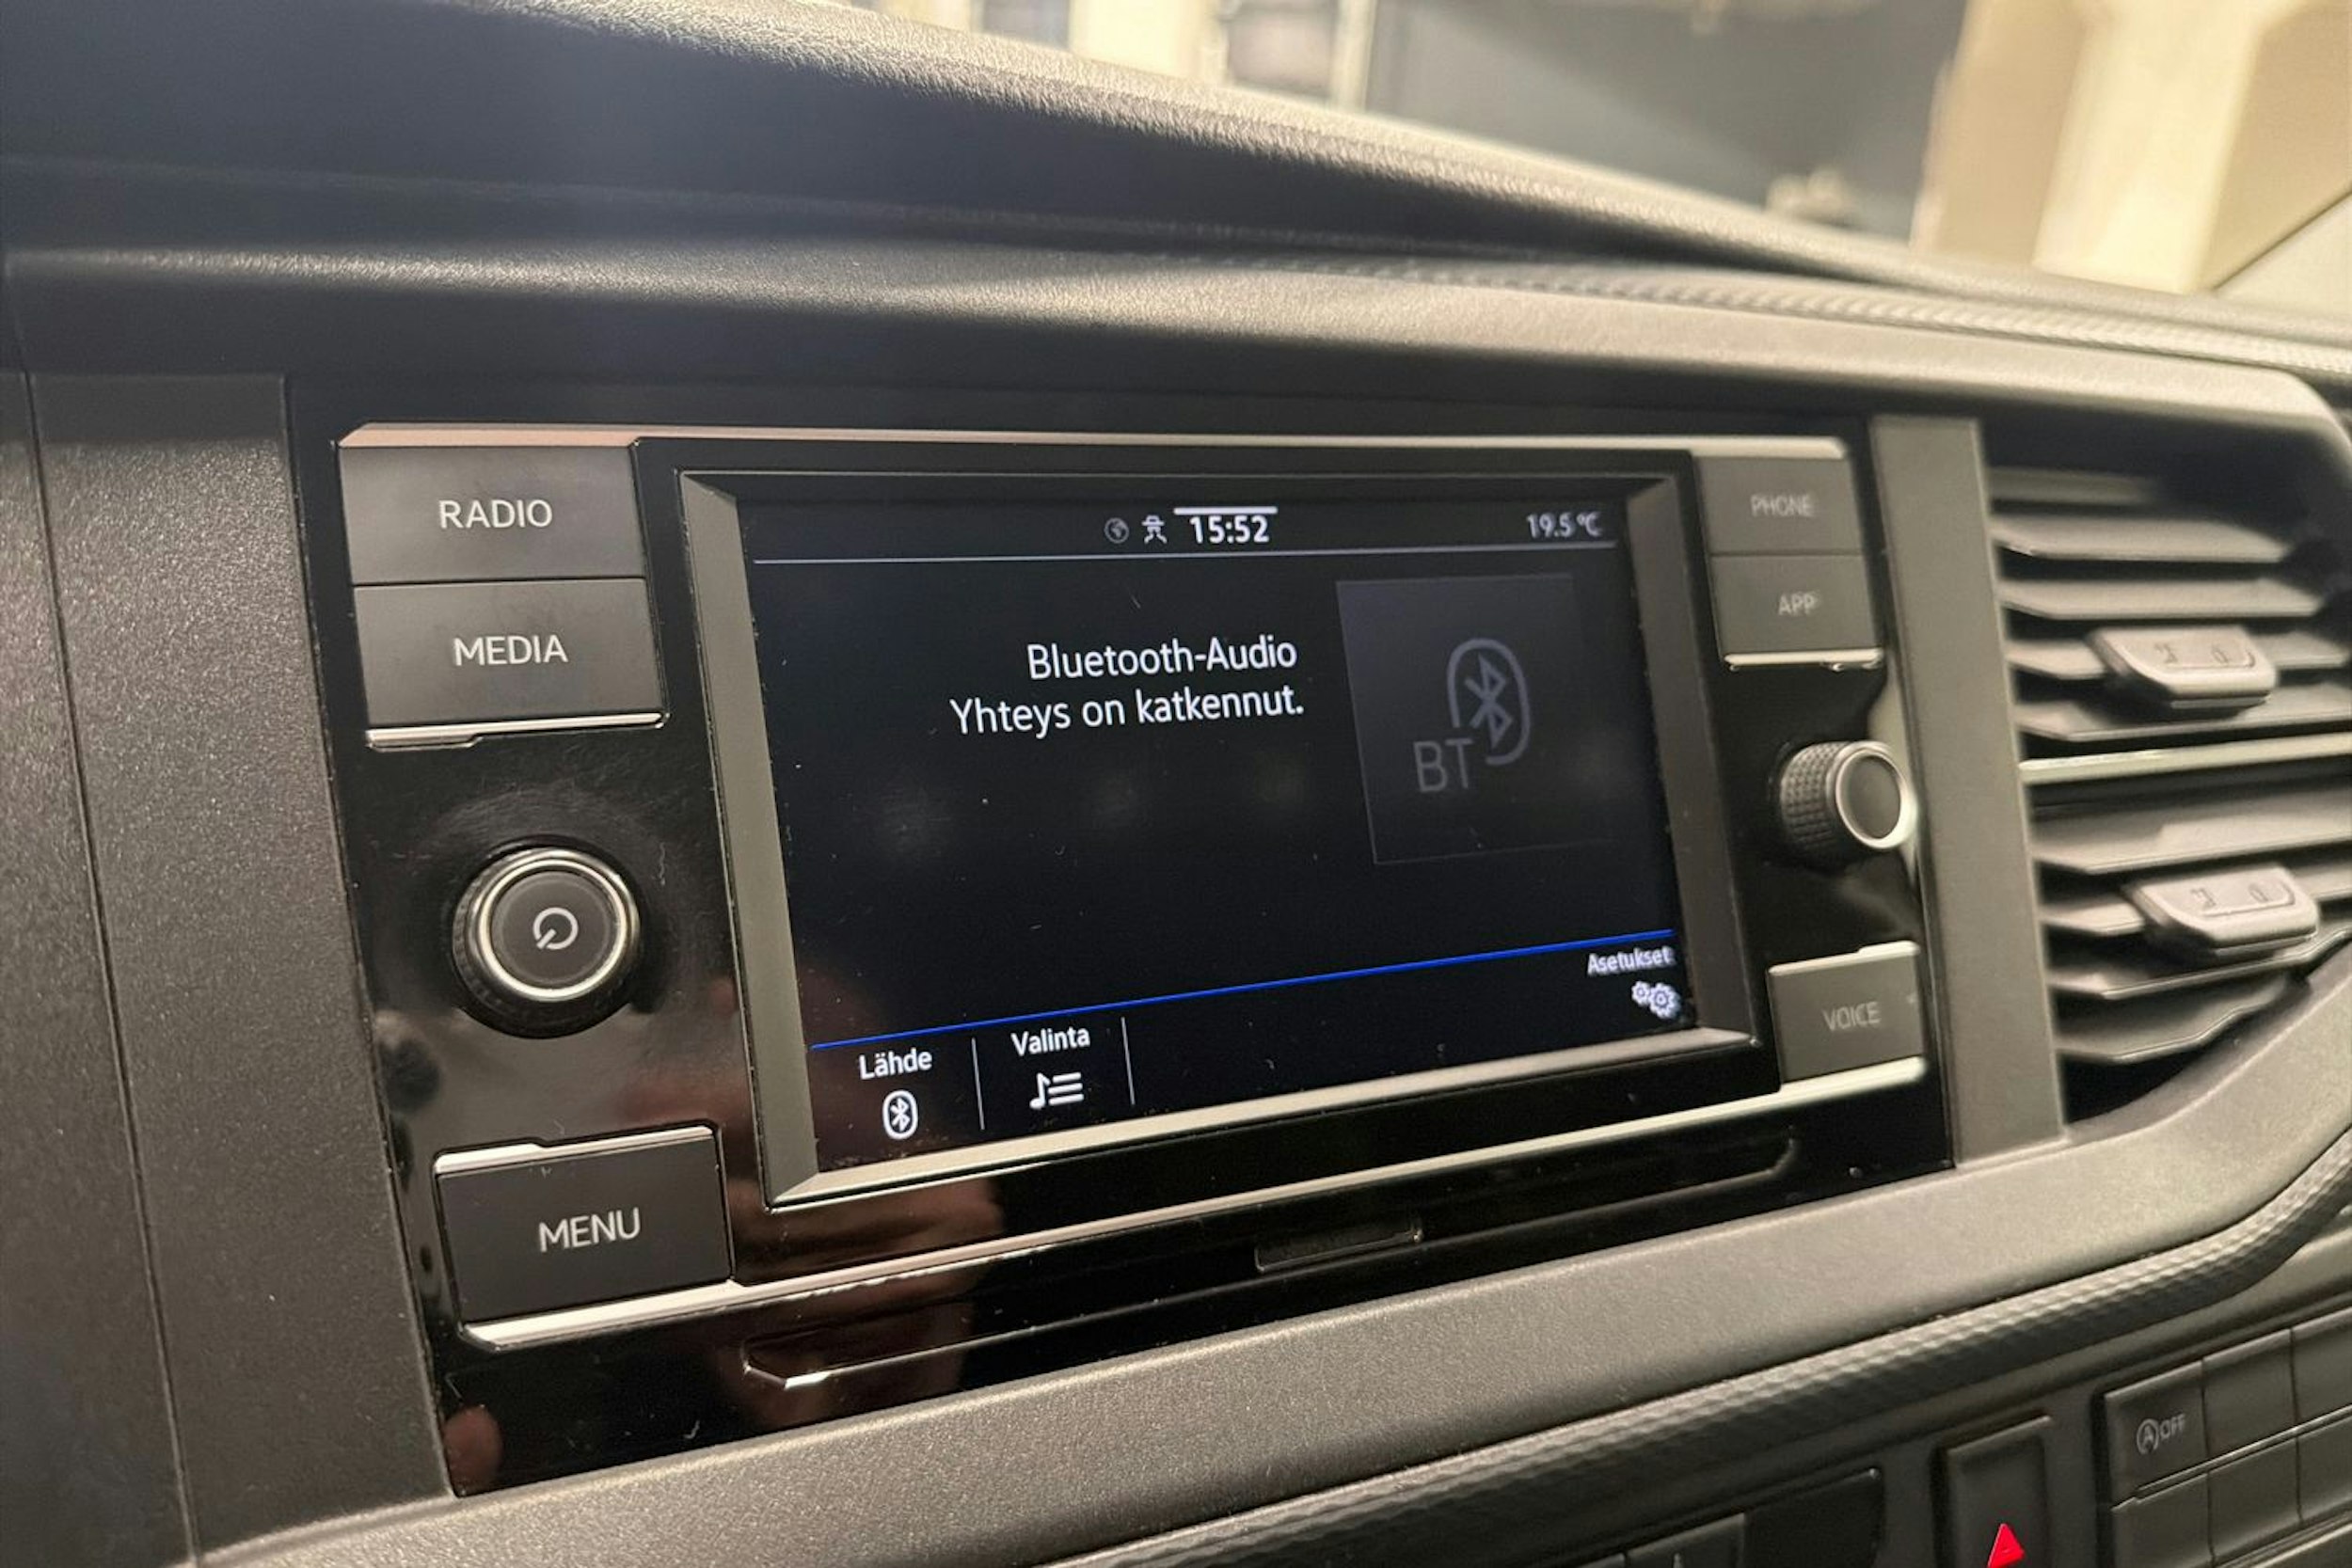 RADIO
MEDIA
MENU
15:52
19.5 °C
Bluetooth-Audio
Yhteys on katkennut.
BT
Asetukset
Lähde
Valinta
PHONE
APP
VOICE
OFF